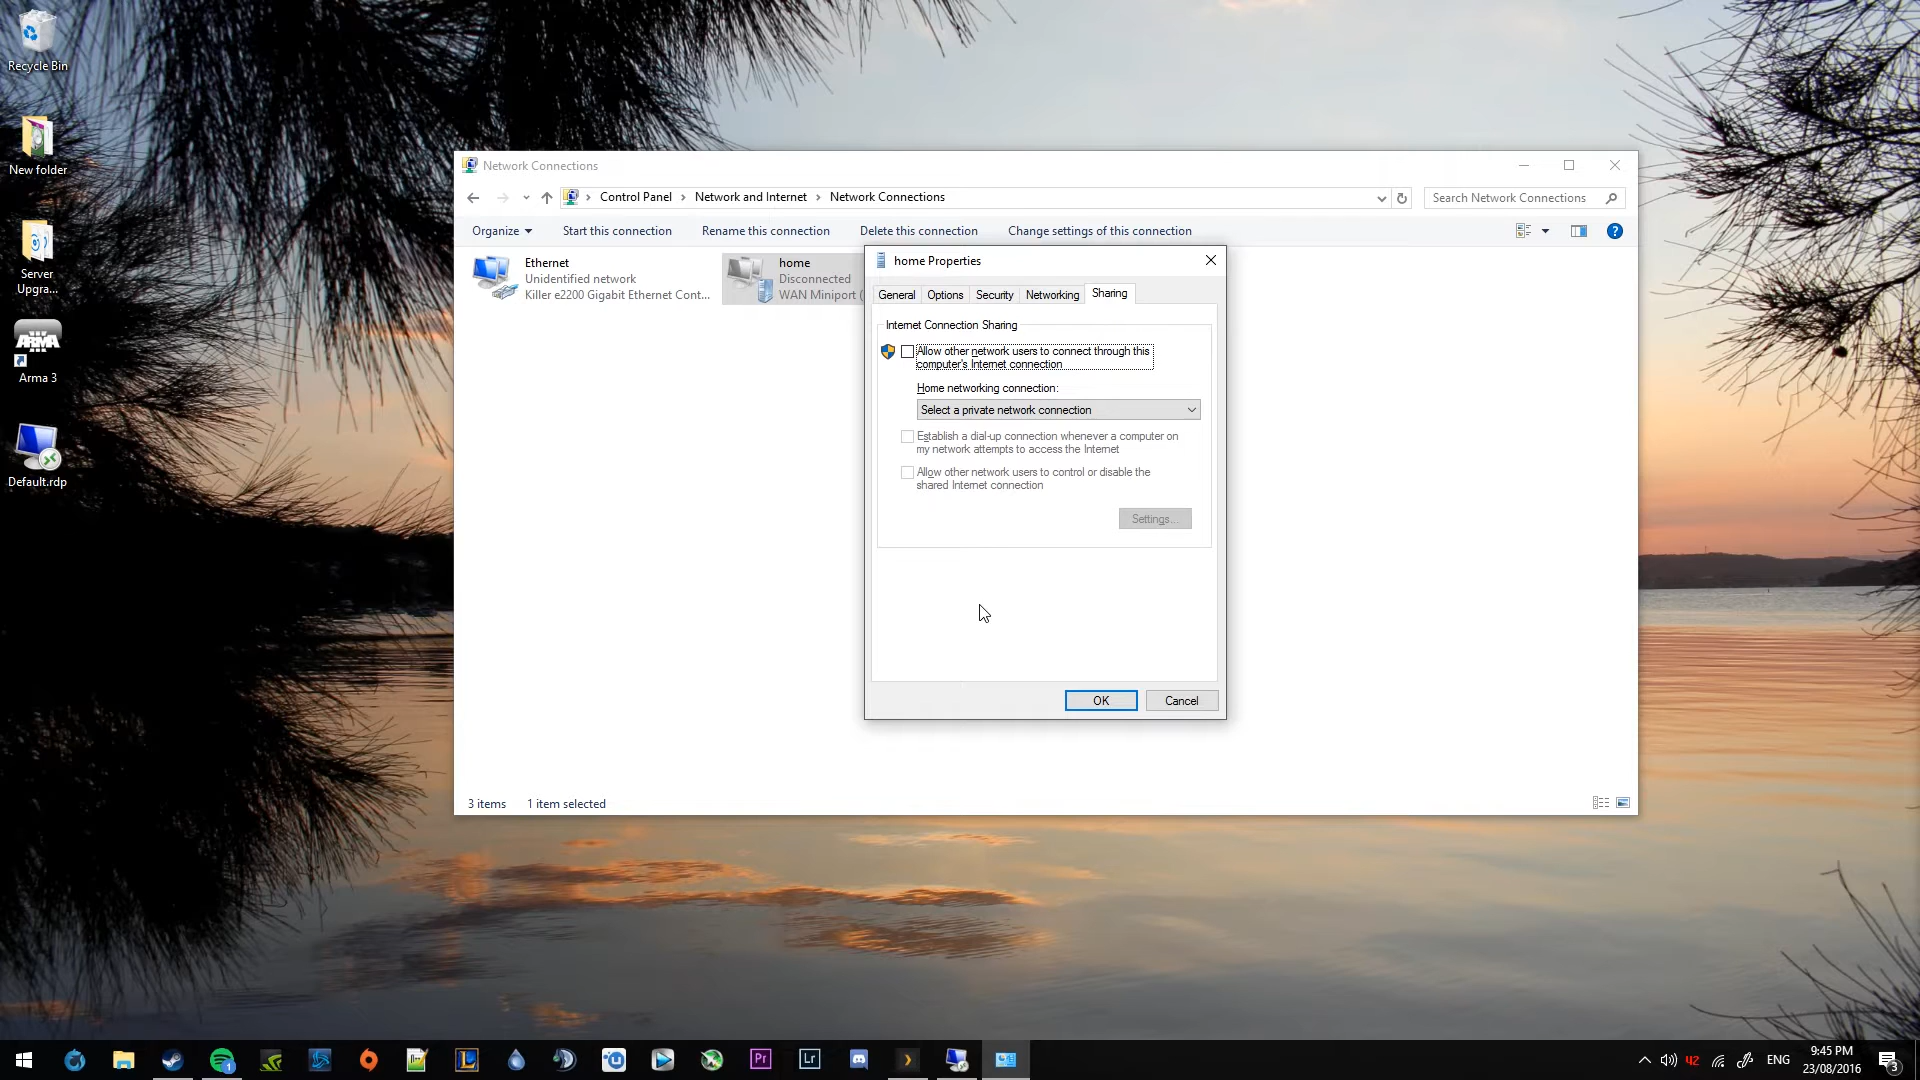 Recycle Bin
New folder
Server
Upgra...
ARMA
Arma 3
Default.rdp
Network Connections
Control Panel
Network and Internet
Network Connections
Search Network Connections
Organize
Start this connection
Rename this connection
Delete this connection
Change settings of this connection
Ethernet
Unidentified network
Killer e2200 Gigabit Ethernet Cont...
home
Disconnected
WAN Miniport (
home Properties
General
Options
Security
Networking
Sharing
Internet Connection Sharing
Allow other network users to connect through this
computer's Internet connection
Home networking connection:
Select a private network connection
Establish a dial-up connection whenever a computer on
my network attempts to access the Internet
Allow other network users to control or disable the
shared Internet connection
Settings...
OK
Cancel
3 items
1 item selected
1
Pr
Lr
42
ENG
9:45 PM
23/08/2016
3